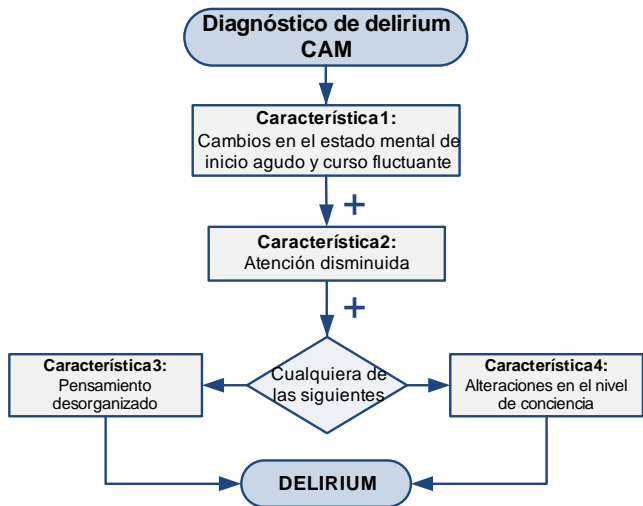 Diagnóstico de delirium
CAM
Característica1:
Cambios en el estado mental de
inicio agudo y curso fluctuante
+
Característica2:
Atención disminuida
+
Cualquiera de
las siguientes
Característica3:
Pensamiento
desorganizado
Característica4:
Alteraciones en el nivel
de conciencia
DELIRIUM